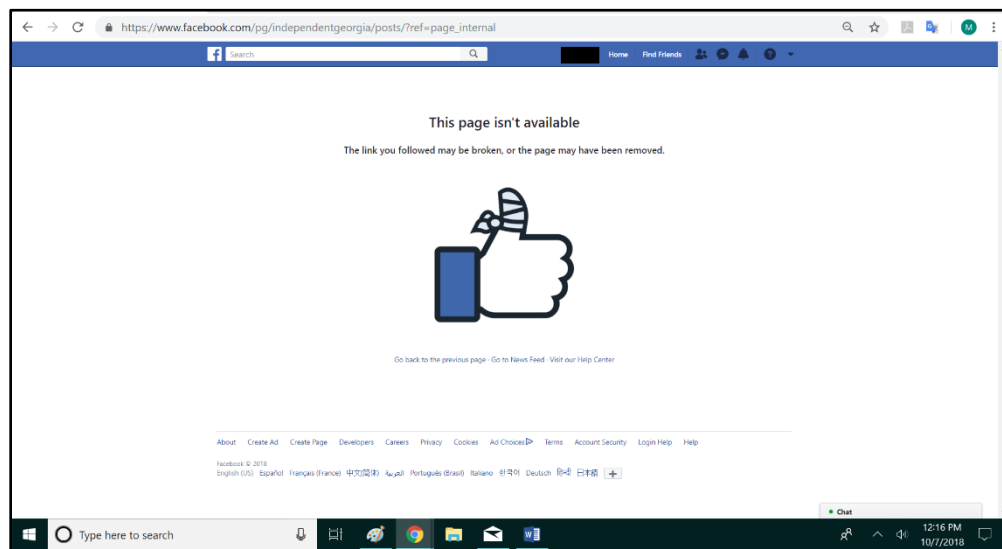 https://www.facebook.com/pg/independentgeorgia/posts/?ref=page_internal
M
f Search Home Find Friends
This page isn't available
The link you followed may be broken, or the page may have been removed.
Go back to the previous page · Go to News Feed · Visit our Help Center
About Create Ad Create Page Developers Careers Privacy Cookies Ad Choices Terms Account Security Login Help Help
Facebook © 2018
English (US) Español Français (France) 中文(简体) العربية Português (Brasil) Italiano 한국어 Deutsch हिन्दी 日本語
Chat
Type here to search
12:16 PM
10/7/2018